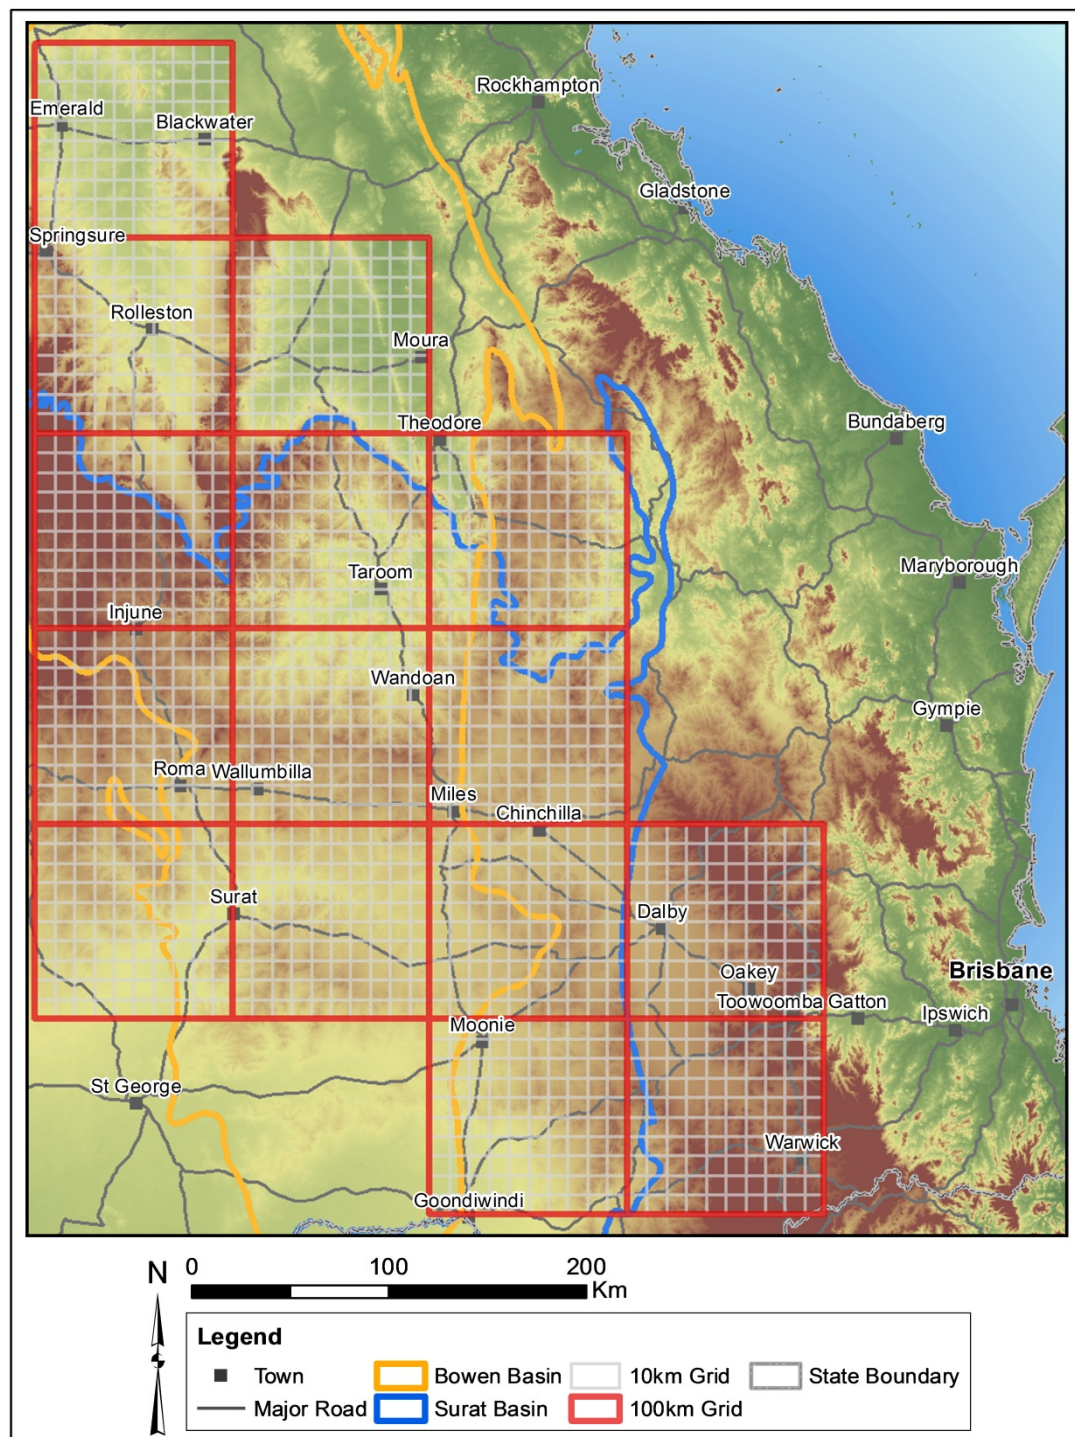 Rockhampton
Emerald
Blackwater
Gladstone
Springsure
Rolleston
Moura
Theodore
Bundaberg
Taroom
Maryborough
Injune
Wandoan
Gympie
Roma Wallumbilla
Miles
Chinchilla
Surat
Dalby
Oakey
Brisbane
Toowoomba Gatton
Ipswich
Moonie
St George
Warwick
Goondiwindi
N
0 100 200
Km
Legend
Town Bowen Basin 10km Grid State Boundary
Major Road Surat Basin 100km Grid